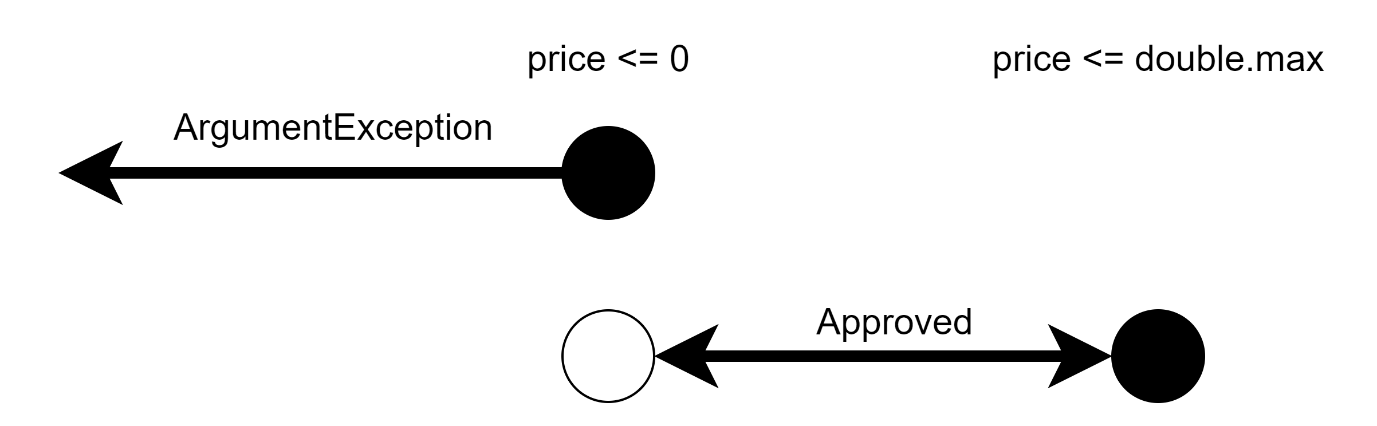 price <= 0
price <= double.max
ArgumentException
Approved